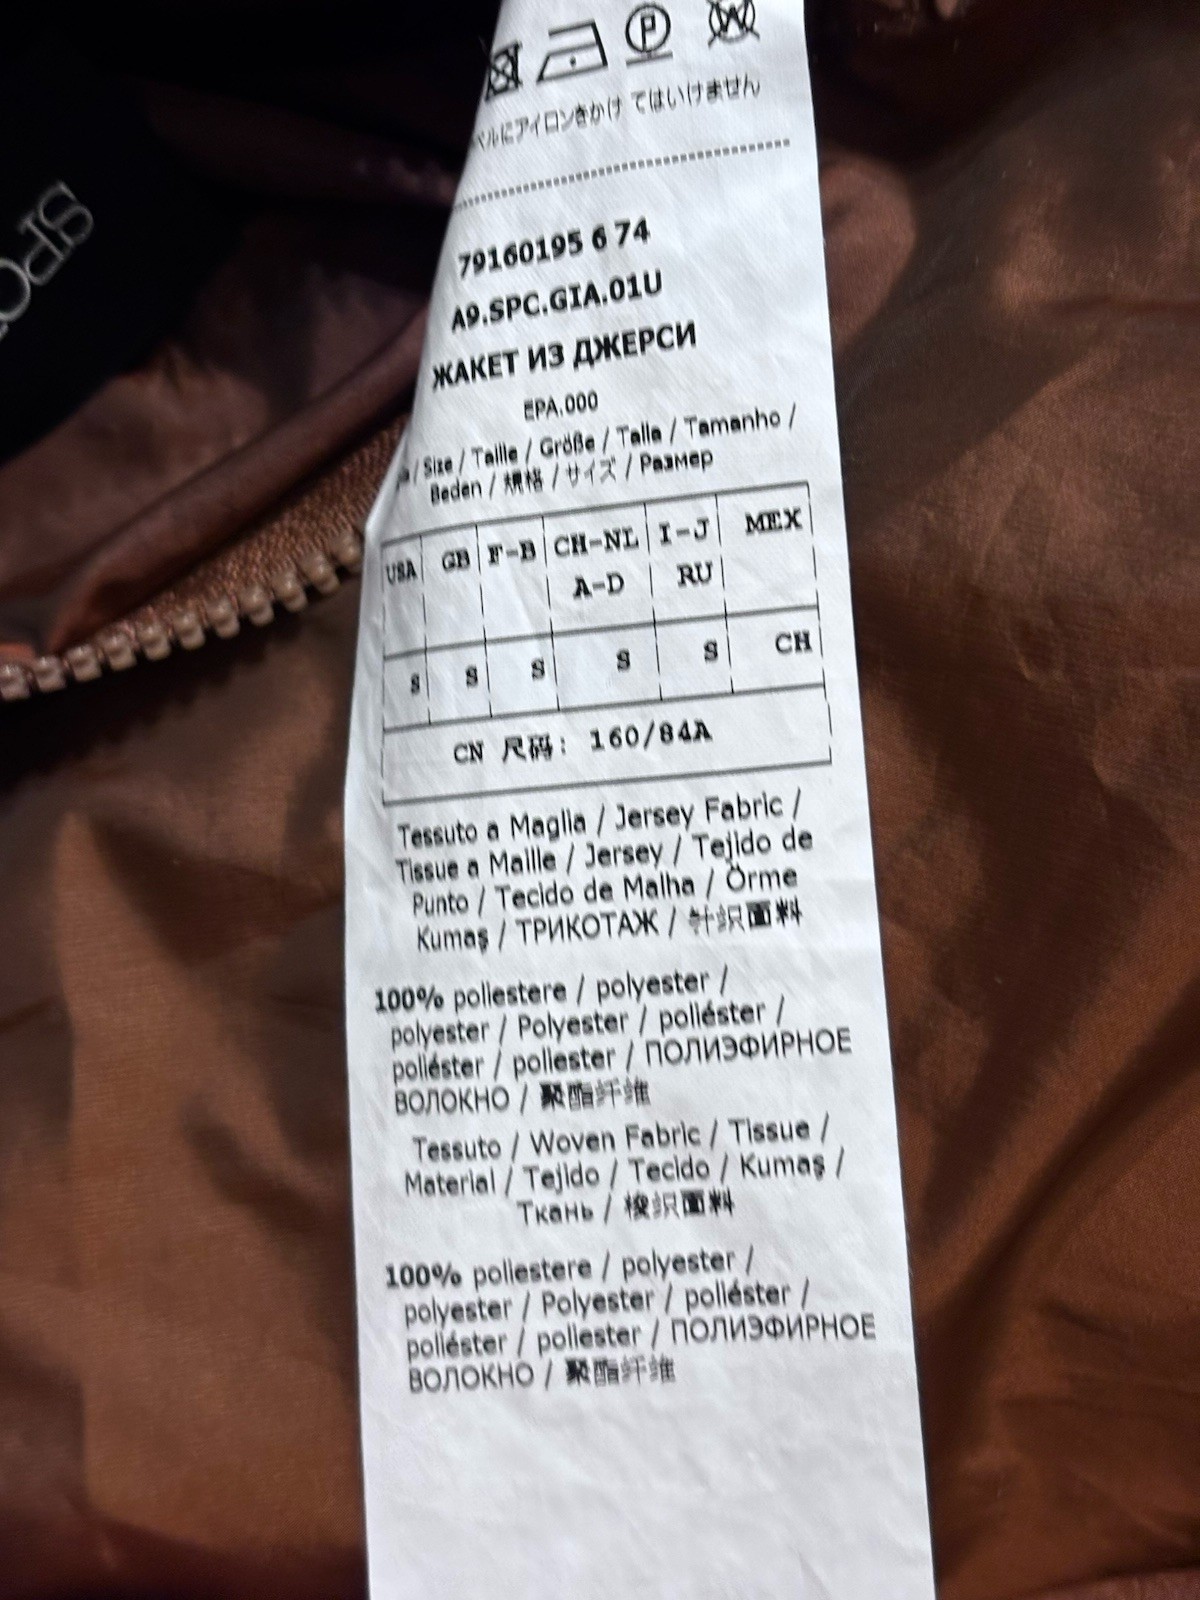 SPO
P
W
ベルにアイロンをかけ てはいけません
79160195 6 74
A9.SPC.GIA.01U
ЖАКЕТ ИЗ ДЖЕРСИ
EPA.000
/ Size / Taille / Größe / Talla / Tamanho /
Beden / 規格 / サイズ / Размер
USA GB F-B CH-NL I-J MEX
A-D RU
S S S S S CH
CN 尺码: 160/84A
Tessuto a Maglia / Jersey Fabric /
Tissue a Maille / Jersey / Tejido de
Punto / Tecido de Malha / Örme
Kumaş / ТРИКОТАЖ / 针织面料
100% poliestere / polyester /
polyester / Polyester / poliéster /
poliéster / poliester / ПОЛИЭФИРНОЕ
ВОЛОКНО / 聚酯纤维
Tessuto / Woven Fabric / Tissue /
Material / Tejido / Tecido / Kumaş /
Ткань / 梭织面料
100% poliestere / polyester /
polyester / Polyester / poliéster /
poliéster / poliester / ПОЛИЭФИРНОЕ
ВОЛОКНО / 聚酯纤维